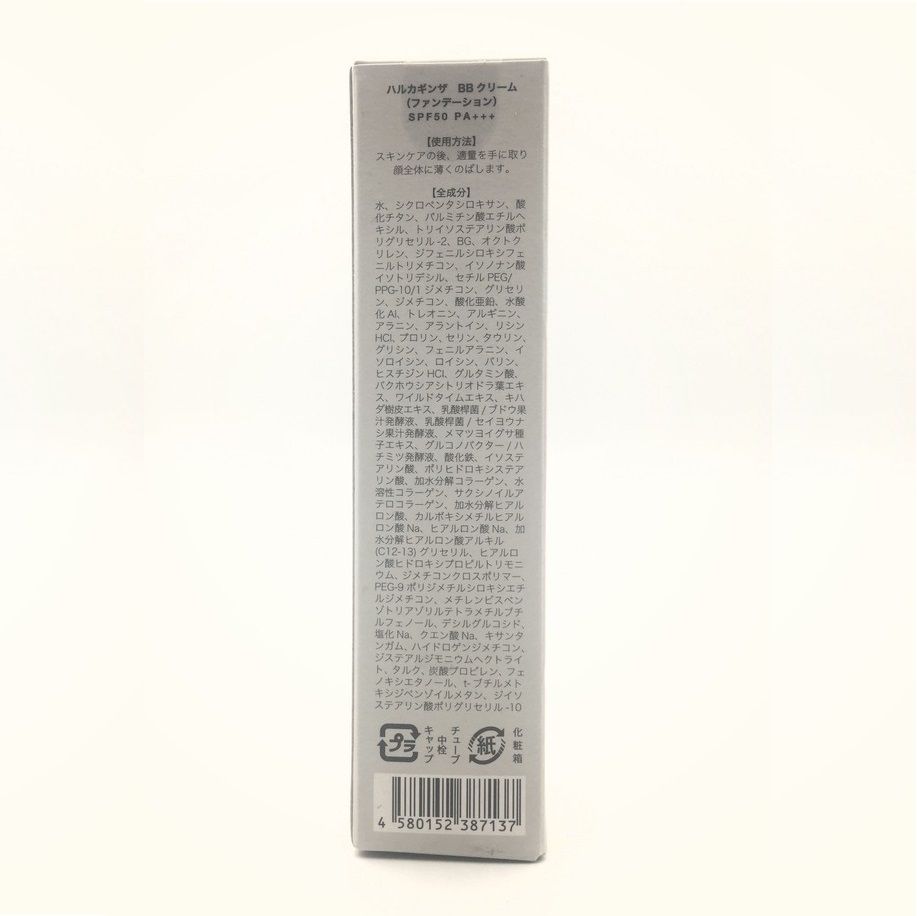 ハルカギンザ　BBクリーム
（ファンデーション）
SPF50 PA+++
【使用方法】
スキンケアの後、適量を手に取り
顔全体に薄くのばします。
【全成分】
水、シクロペンタシロキサン、酸
化チタン、パルミチン酸エチルヘ
キシル、トリイソステアリン酸ポ
リグリセリル-2、BG、オクトク
リレン、ジフェニルシロキシフェ
ニルトリメチコン、イソノナン酸
イソトリデシル、セチルPEG/
PPG-10/1ジメチコン、グリセリ
ン、ジメチコン、酸化亜鉛、水酸
化Al、トレオニン、アルギニン、
アラニン、アラントイン、リシン
HCl、プロリン、セリン、タウリン、
グリシン、フェニルアラニン、イ
ソロイシン、ロイシン、バリン、
ヒスチジンHCl、グルタミン酸、
バクホウシアシトリオドラ葉エキ
ス、ワイルドタイムエキス、キハ
ダ樹皮エキス、乳酸桿菌/ブドウ果
汁発酵液、乳酸桿菌/セイヨウナ
シ果汁発酵液、メマツヨイグサ種
子エキス、グルコノバクター/ハ
チミツ発酵液、酸化鉄、イソステ
アリン酸、ポリヒドロキシステア
リン酸、加水分解コラーゲン、水
溶性コラーゲン、サクシノイルア
テロコラーゲン、加水分解ヒアル
ロン酸、カルボキシメチルヒアル
ロン酸Na、ヒアルロン酸Na、加
水分解ヒアルロン酸アルキル
(C12-13)グリセリル、ヒアルロ
ン酸ヒドロキシプロピルトリモニ
ウム、ジメチコンクロスポリマー、
PEG-9ポリジメチルシロキシエチ
ルジメチコン、メチレンビスベン
ゾトリアゾリルテトラメチルブチ
ルフェノール、デシルグルコシド、
塩化Na、クエン酸Na、キサンタ
ンガム、ハイドロゲンジメチコン、
ジステアルジモニウムヘクトライ
ト、タルク、炭酸プロピレン、フェ
ノキシエタノール、t-ブチルメト
キシジベンゾイルメタン、ジイソ
ステアリン酸ポリグリセリル-10
プラ
チューブ
中栓
キャップ
紙
化粧箱
4 580152 387137